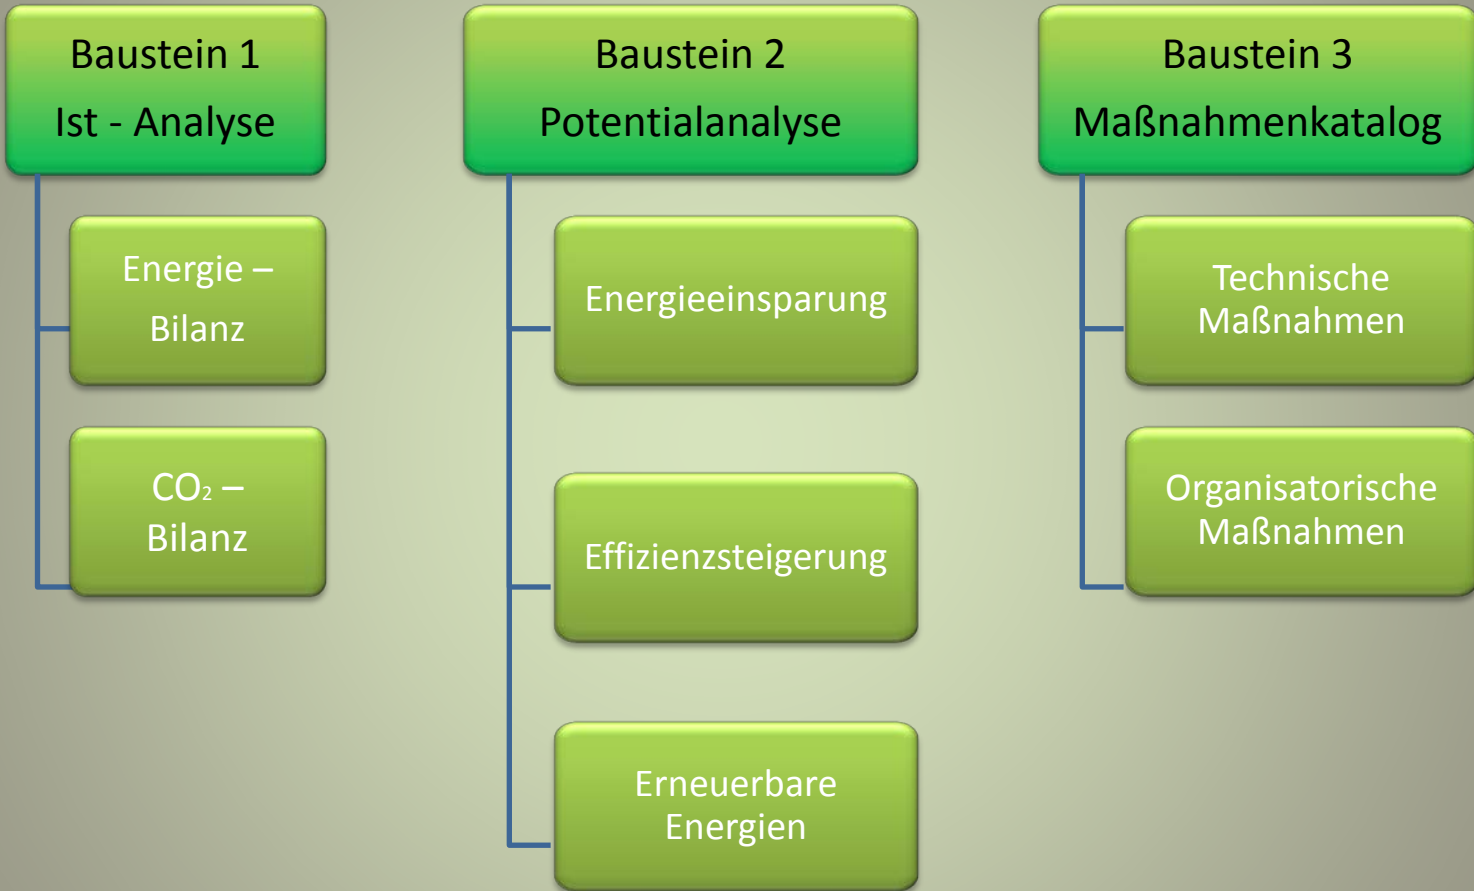 Baustein 1
Ist - Analyse
Energie –
Bilanz
CO₂ –
Bilanz
Baustein 2
Potentialanalyse
Energieeinsparung
Effizienzsteigerung
Erneuerbare
Energien
Baustein 3
Maßnahmenkatalog
Technische
Maßnahmen
Organisatorische
Maßnahmen